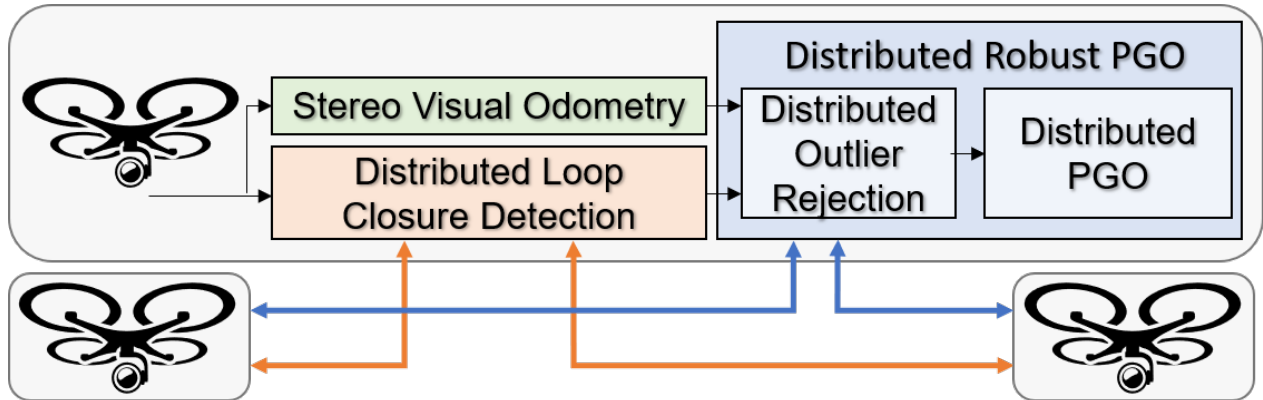 Distributed Robust PGO
Stereo Visual Odometry
Distributed Loop
Closure Detection
Distributed
Outlier
Rejection
Distributed
PGO